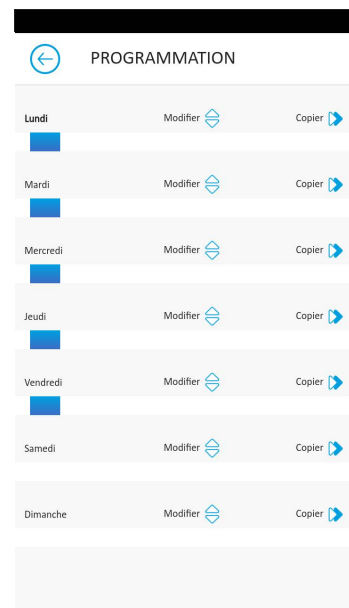 PROGRAMMATION
Lundi Modifier Copier
Mardi Modifier Copier
Mercredi Modifier Copier
Jeudi Modifier Copier
Vendredi Modifier Copier
Samedi Modifier Copier
Dimanche Modifier Copier